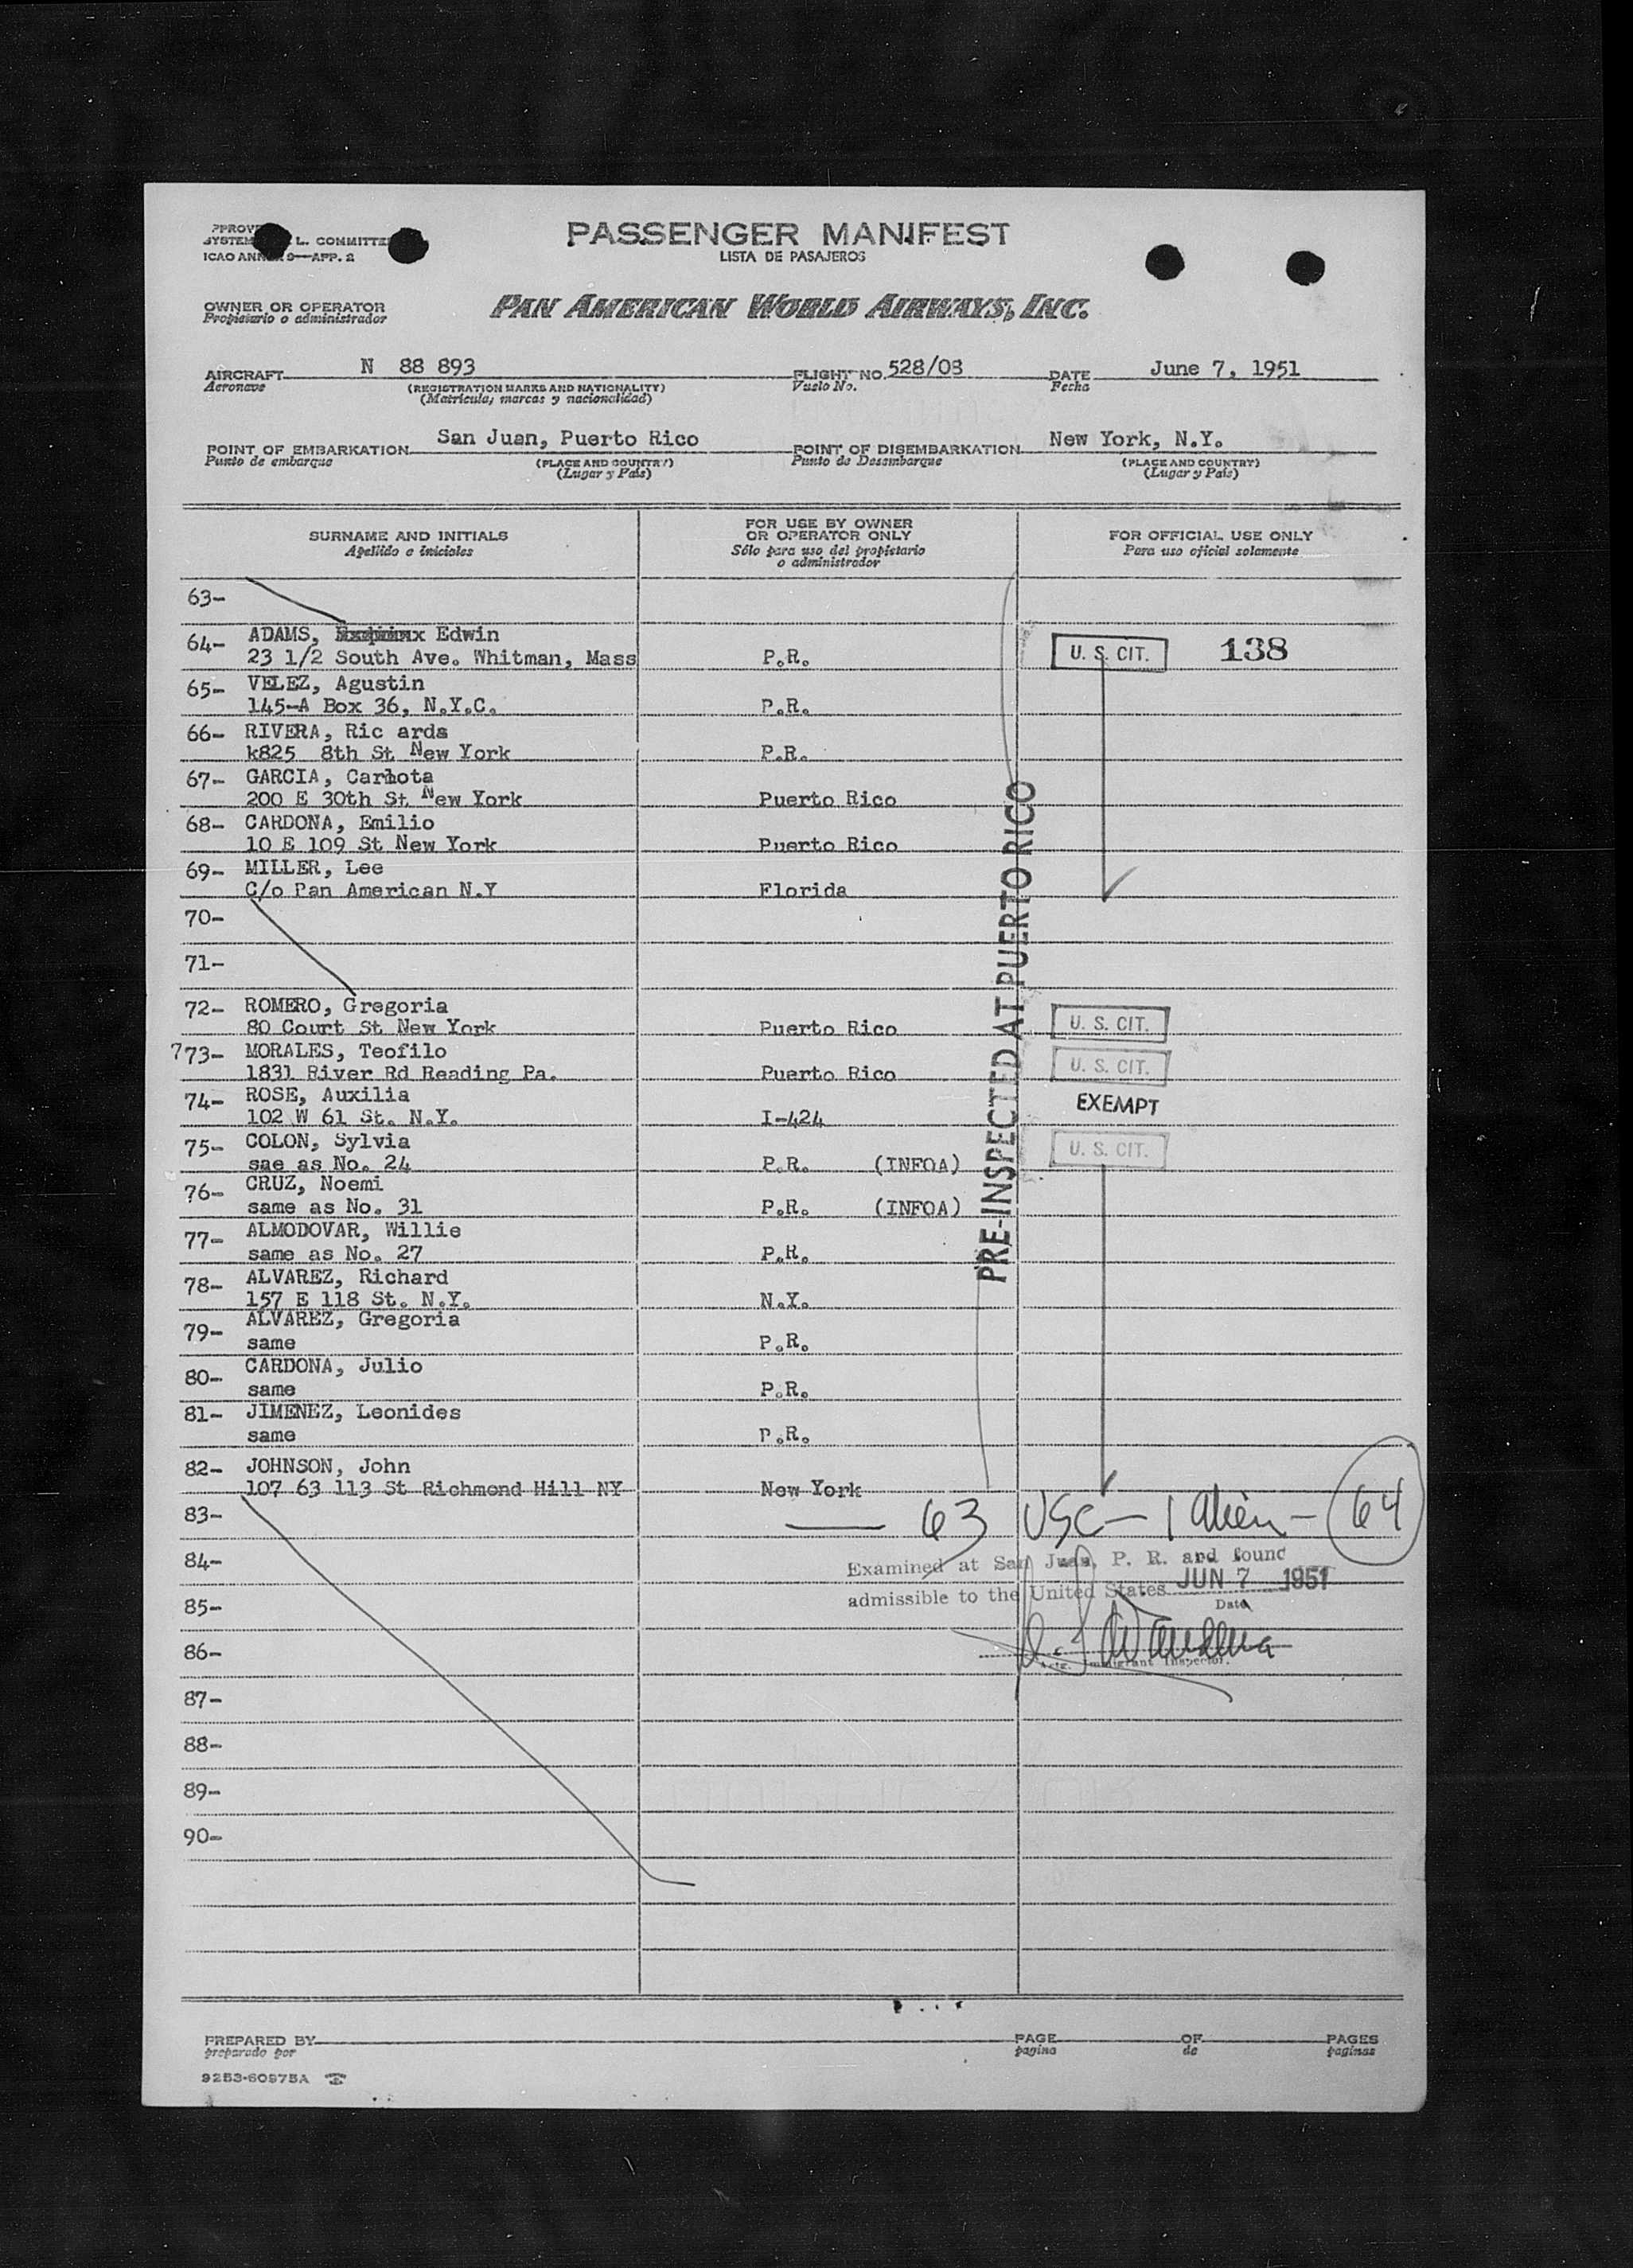 PASSENGER MANIFEST
LISTA DE PASAJEROS
L. COMMITTE
ICAO ANN 9—APP. 2
OWNER OR OPERATOR
Propietario o administrador
PAN AMERICAN WORLD AIRWAYS, INC.
AIRCRAFT N 88 893 FLIGHT NO. 528/08 DATE June 7, 1951
Aeronave (REGISTRATION MARKS AND NATIONALITY) Vuelo No. Fecha
(Matricula, marcas y nacionalidad)
POINT OF EMBARKATION San Juan, Puerto Rico POINT OF DISEMBARKATION New York, N.Y.
Punto de embarque (PLACE AND COUNTRY) Punto de Desembarque (PLACE AND COUNTRY)
(Lugar y País) (Lugar y País)
SURNAME AND INITIALS FOR USE BY OWNER OR OPERATOR ONLY FOR OFFICIAL USE ONLY
Apellido e iniciales Sólo para uso del propietario o administrador Para uso oficial solamente
63-
64- ADAMS, Edwin
23 1/2 South Ave. Whitman, Mass P.R. U. S. CIT. 138
65- VELEZ, Agustin
145-A Box 36, N.Y.C. P.R.
66- RIVERA, Ric arda
k825 8th St New York P.R.
67- GARCIA, Carlota
200 E 30th St New York Puerto Rico
68- CARDONA, Emilio
10 E 109 St New York Puerto Rico
69- MILLER, Lee
C/o Pan American N.Y Florida
70-
71-
72- ROMERO, Gregoria
80 Court St New York Puerto Rico U. S. CIT.
773- MORALES, Teofilo
1831 River Rd Reading Pa. Puerto Rico U. S. CIT.
74- ROSE, Auxilia
102 W 61 St. N.Y. I-424 EXEMPT
75- COLON, Sylvia
sae as No. 24 P.R. (INFOA) U. S. CIT.
76- CRUZ, Noemi
same as No. 31 P.R. (INFOA)
77- ALMODOVAR, Willie
same as No. 27 P.R.
78- ALVAREZ, Richard
157 E 118 St. N.Y. N.Y.
79- ALVAREZ, Gregoria
same P.R.
80- CARDONA, Julio
same P.R.
81- JIMENEZ, Leonides
same P.R.
82- JOHNSON, John
107 63 113 St Richmond Hill NY New York
PRE-INSPECTED AT PUERTO RICO
83- 63 USC — 1 Alien — 64
84- Examined at San Juan, P. R. and found
admissible to the United States JUN 7 1951
85- Date
86- Immigrant Inspector.
87-
88-
89-
90-
PREPARED BY PAGE OF PAGES
preparado por pagina de paginas
9253-60975A